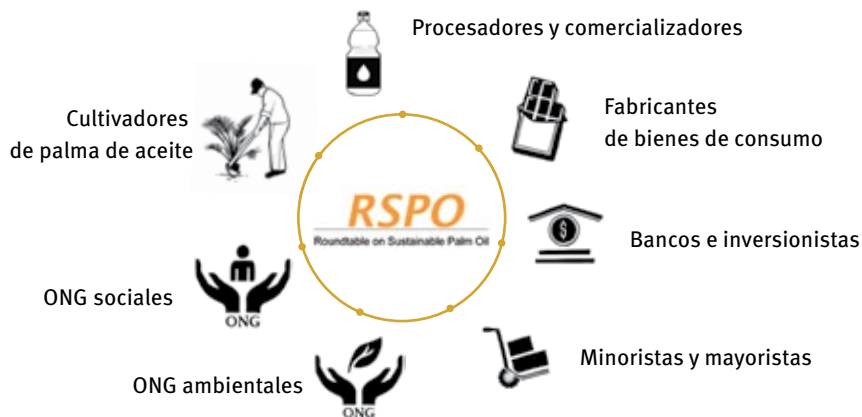 Procesadores y comercializadores
Cultivadores
de palma de aceite
Fabricantes
de bienes de consumo
RSPO
Roundtable on Sustainable Palm Oil
Bancos e inversionistas
ONG sociales
ONG
Minoristas y mayoristas
ONG ambientales
ONG